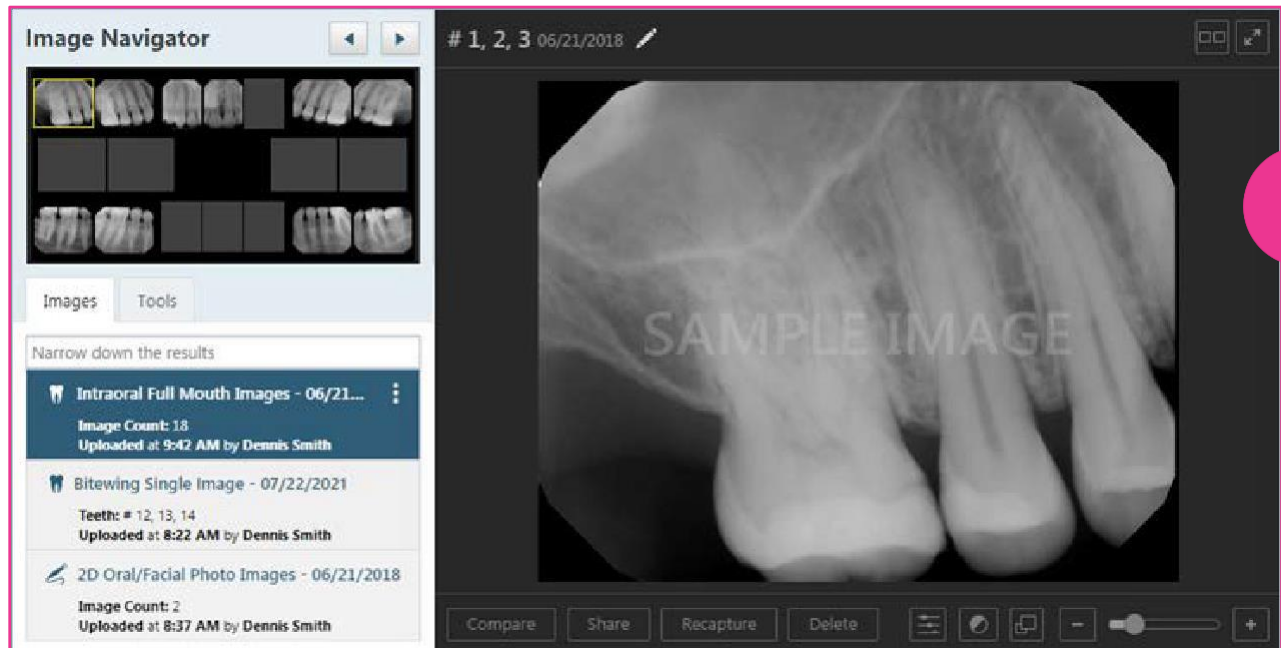 Image Navigator
# 1, 2, 3 06/21/2018
Images
Tools
Narrow down the results
Intraoral Full Mouth Images - 06/21...
Image Count: 18
Uploaded at 9:42 AM by Dennis Smith
Bitewing Single Image - 07/22/2021
Teeth: # 12, 13, 14
Uploaded at 8:22 AM by Dennis Smith
2D Oral/Facial Photo Images - 06/21/2018
Image Count: 2
Uploaded at 8:37 AM by Dennis Smith
SAMPLE IMAGE
Compare
Share
Recapture
Delete